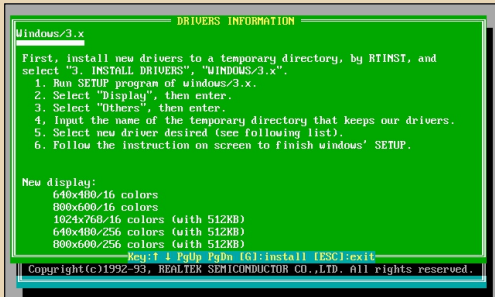 DRIVERS INFORMATION
Windows/3.x
First, install new drivers to a temporary directory, by RTINST, and
select "3. INSTALL DRIVERS", "WINDOWS/3.x".
1. Run SETUP program of windows/3.x.
2. Select "Display", then enter.
3. Select "Others", then enter.
4, Input the name of the temporary directory that keeps our drivers.
5. Select new driver desired (see following list).
6. Follow the instruction on screen to finish windows' SETUP.
New display:
640x480/16 colors
800x600/16 colors
1024x768/16 colors (with 512KB)
640x480/256 colors (with 512KB)
800x600/256 colors (with 512KB)
Key:↑ ↓ PgUp PgDn [G]:install [ESC]:exit
Copyright(c)1992-93, REALTEK SEMICONDUCTOR CO.,LTD. All rights reserved.